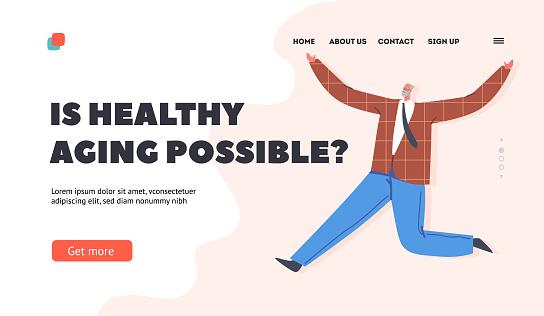 HOME ABOUT US CONTACT SIGN UP
IS HEALTHY
AGING POSSIBLE?
Lorem ipsum dolor sit amet, vconsectetuer
adipiscing elit, sed diam nonummy nibh
Get more